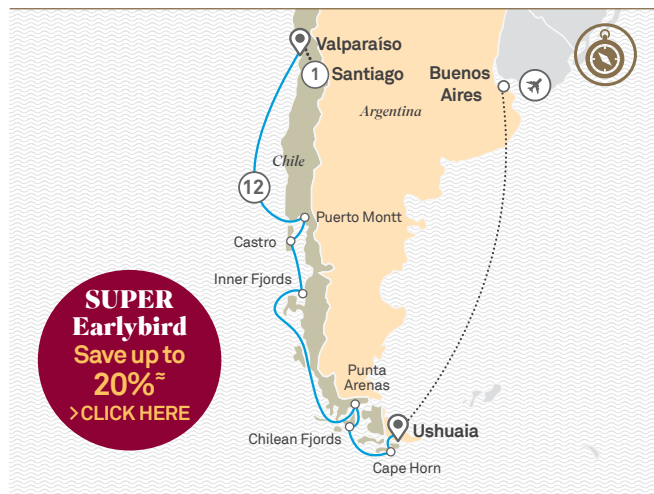 Valparaíso
1 Santiago
Buenos
Aires
Argentina
Chile
12
Puerto Montt
Castro
Inner Fjords
SUPER
Earlybird
Save up to
20%≈
>CLICK HERE
Punta
Arenas
Chilean Fjords
Ushuaia
Cape Horn